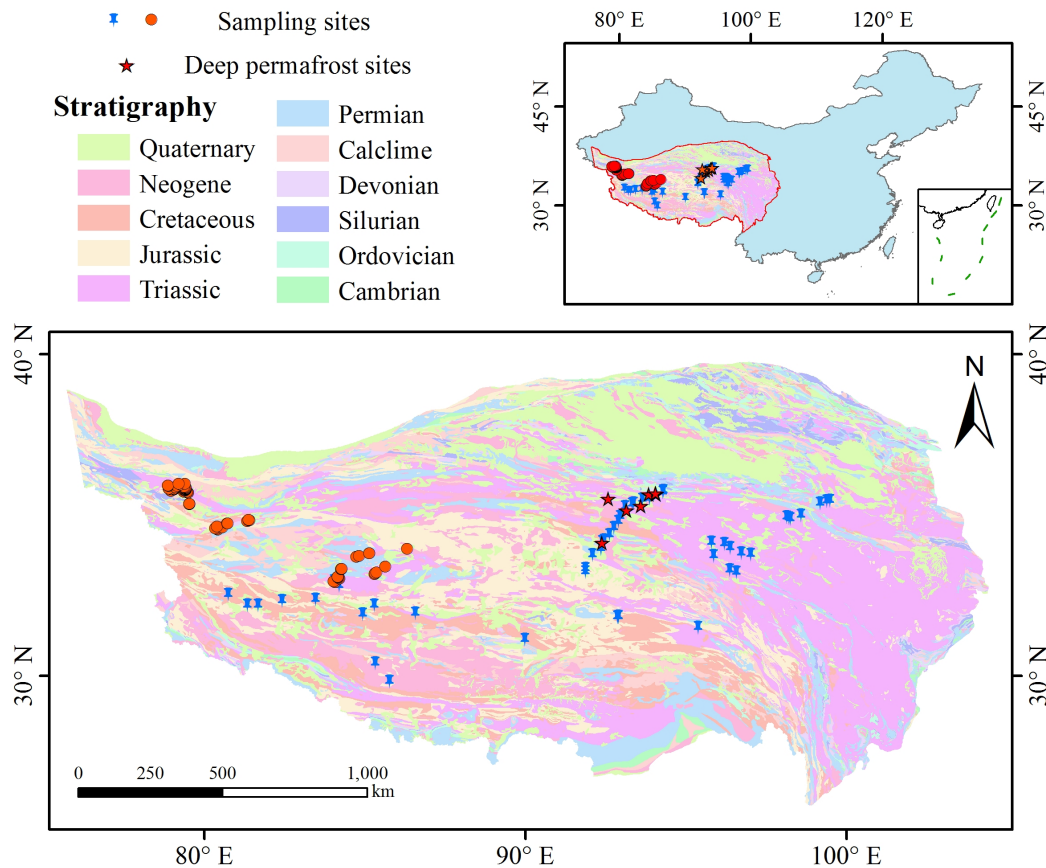 Sampling sites
Deep permafrost sites
Stratigraphy
Quaternary
Neogene
Cretaceous
Jurassic
Triassic
Permian
Calclime
Devonian
Silurian
Ordovician
Cambrian
80° E
100° E
120° E
45° N
30° N
45° N
30° N
40° N
30° N
40° N
30° N
N
0 250 500 1,000
km
80° E
90° E
100° E